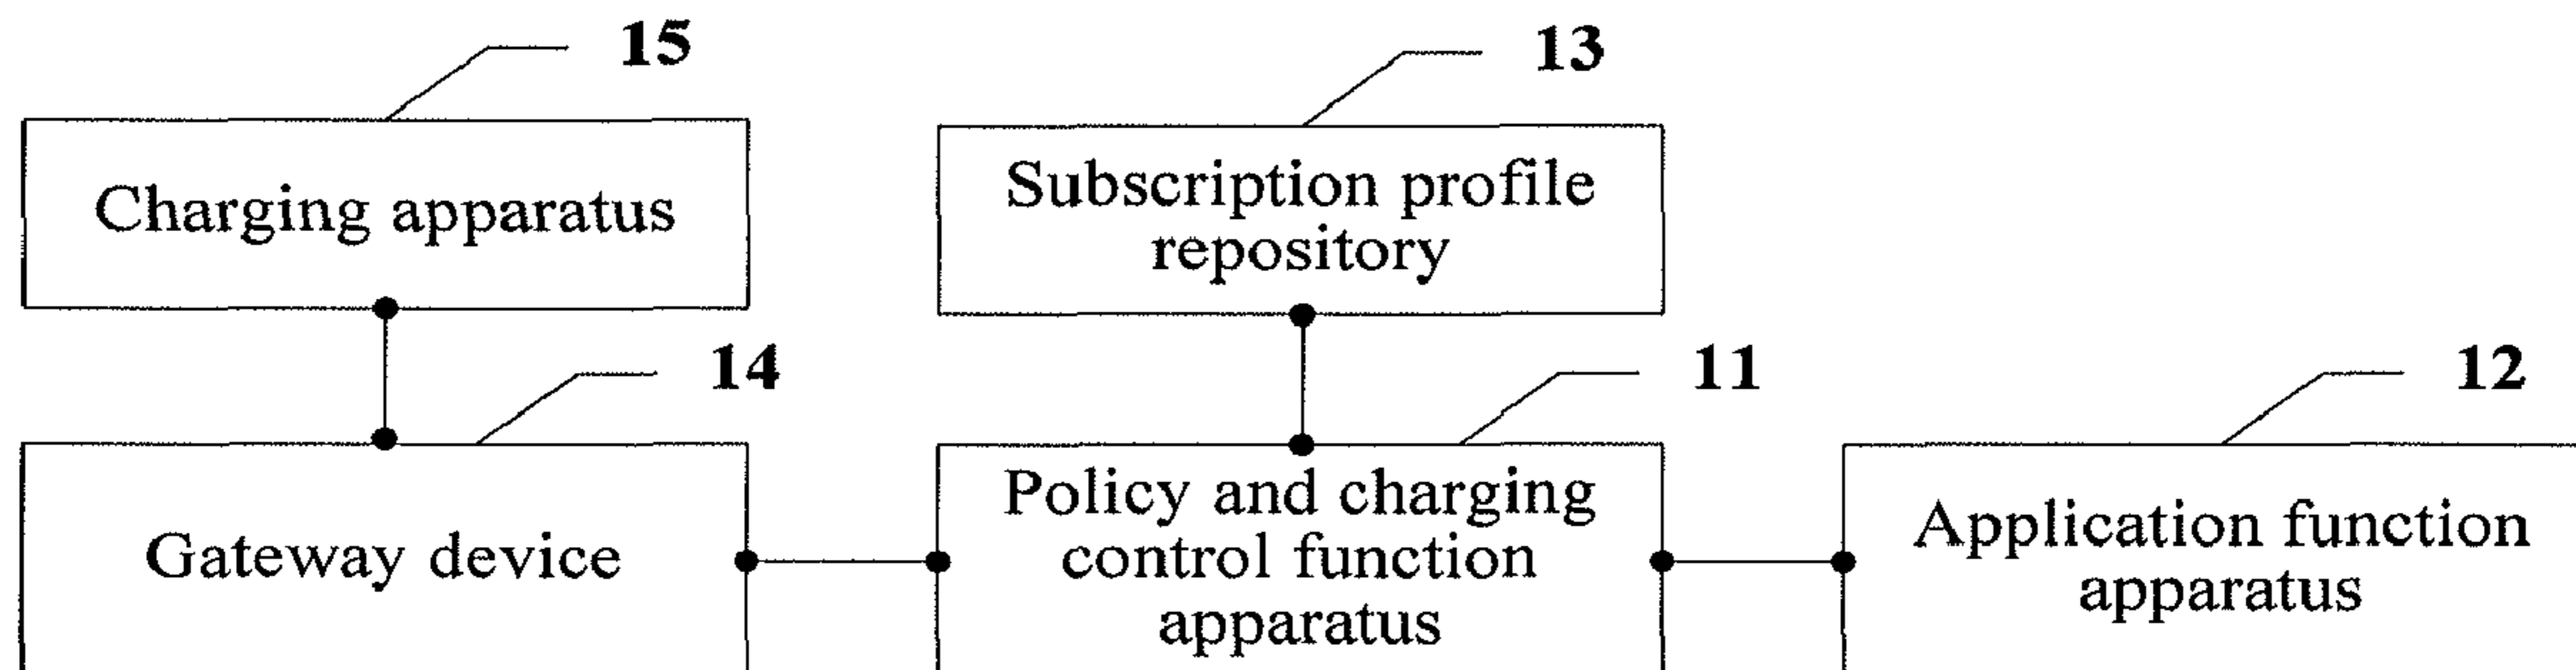 15
13
Charging apparatus
Subscription profile
repository
14
11
12
Gateway device
Policy and charging
control function
apparatus
Application function
apparatus